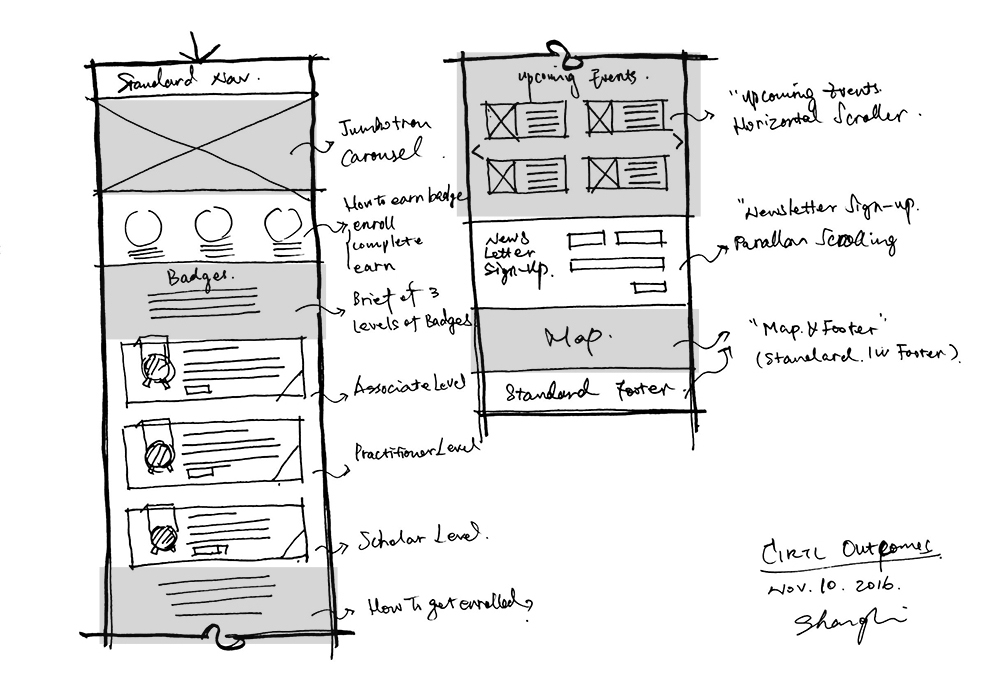 Standard Nav.
Jumbotron
Carousel.
How to earn badge
enroll
complete
earn
Badges.
Brief of 3
Levels of Badges
Associate Level
Practitioner Level
Scholar Level.
How To get enrolled?
Upcoming Events.
"Upcoming Events
Horizontal Scroller.
News
Letter
Sign-Up.
"Newsletter Sign-up.
Parallax Scrolling
Map.
"Map & Footer"
(Standard. Footer).
Standard Footer.
CIRTL Outcomes.
Nov. 10. 2016.